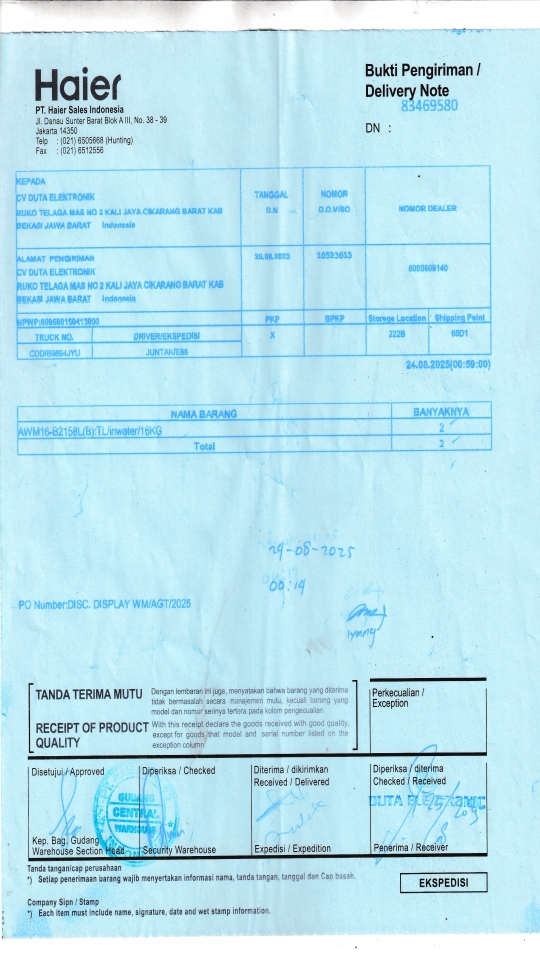 Haier
PT. Haier Sales Indonesia
Jl. Danau Sunter Barat Blok A III, No. 38 - 39
Jakarta 14350
Telp : (021) 6505668 (Hunting)
Fax : (021) 6512556
Bukti Pengiriman /
Delivery Note
83469580
DN :
KEPADA
CV DUTA ELEKTRONIK
RUKO TELAGA MAS NO 2 KALI JAYA CIKARANG BARAT KAB
BEKASI JAWA BARAT Indonesia
TANGGAL
D.N
NOMOR
D.O.VISO
NOMOR DEALER
ALAMAT PENGIRIMAN
CV DUTA ELEKTRONIK
RUKO TELAGA MAS NO 2 KALI JAYA CIKARANG BARAT KAB
BEKASI JAWA BARAT Indonesia
PKP BPKP Storage Location Shipping Point
TRUCK NO. DRIVER/EKSPEDISI X 222B 65D1
JUNTAK/E86
24.08.2025(00:59:00)
NAMA BARANG BANYAKNYA
AWM16-B2158L(B):TL/inwater/16KG 2
Total 2
29-08-2025
00:14
PO Number:DISC. DISPLAY WM/AGT/2025
TANDA TERIMA MUTU
Dengan lembaran ini juga, menyatakan bahwa barang yang diterima
tidak bermasalah secara manajemen mutu, kecuali barang yang
model dan nomor serinya tertera pada kolom pengecualian
RECEIPT OF PRODUCT
QUALITY
With this receipt declare the goods received with good quality,
except for goods that model and serial number listed on the
exception column
Perkecualian /
Exception
Disetujui / Approved
Diperiksa / Checked
Diterima / dikirimkan
Received / Delivered
Diperiksa / diterima
Checked / Received
GUDANG
CENTRAL
WAREHOUSE
DUTA ELEKTRONIC
Kep. Bag. Gudang
Warehouse Section Head
Security Warehouse
Expedisi / Expedition
Penerima / Receiver
Tanda tangan/cap perusahaan
*) Setiap penerimaan barang wajib menyertakan informasi nama, tanda tangan, tanggal dan Cap basah.
EKSPEDISI
Company Sign / Stamp
*) Each item must include name, signature, date and wet stamp information.